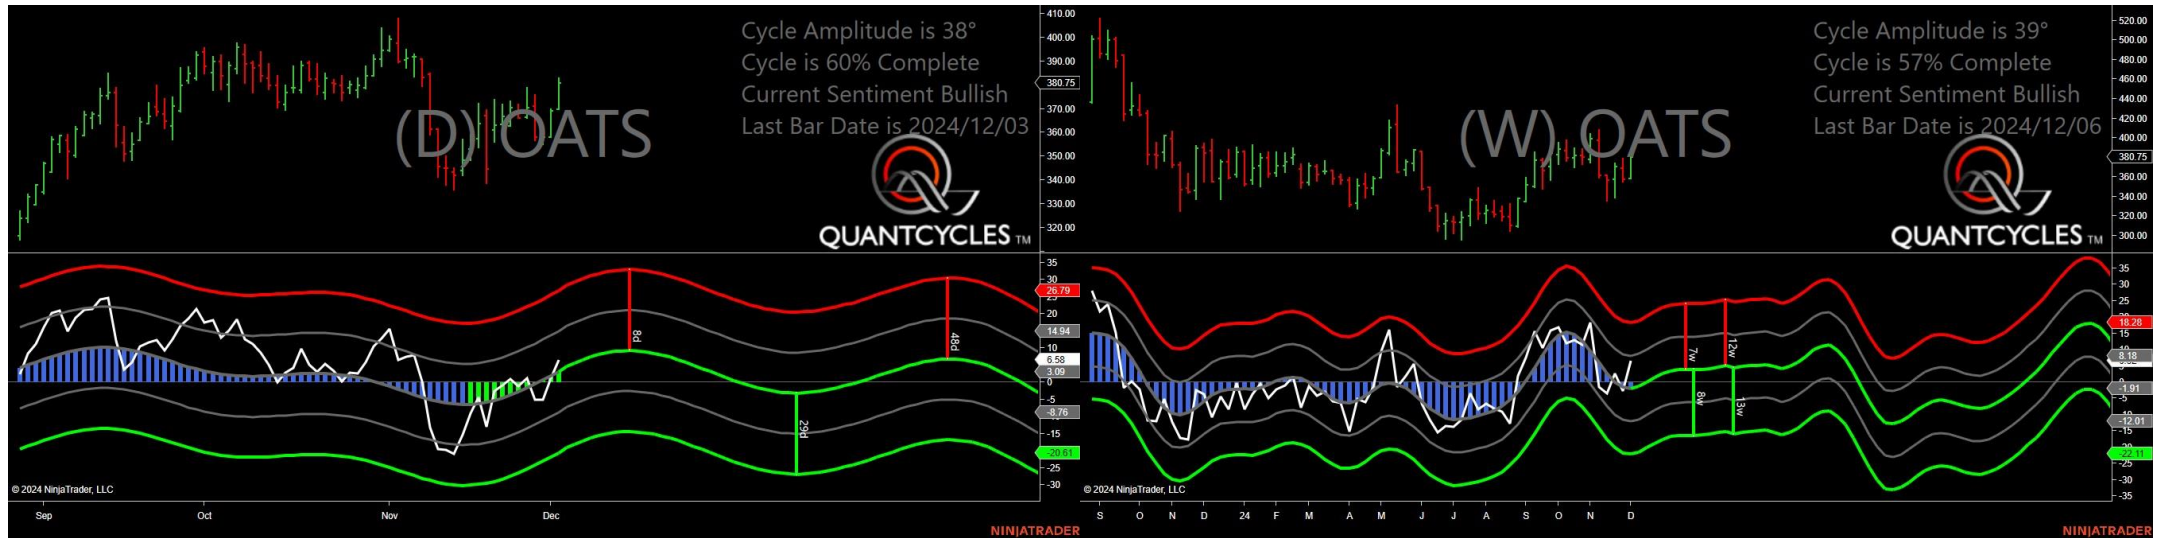 Cycle Amplitude is 38°
Cycle is 60% Complete
Current Sentiment Bullish
Last Bar Date is 2024/12/03
(D) OATS
QUANTCYCLES TM
410.00
400.00
390.00
380.75
370.00
360.00
350.00
340.00
330.00
320.00
35
30
26.79
25
14.94
10
6.58
3.09
0
-5
-8.76
-15
-20.61
-25
-30
8d
48d
29d
© 2024 NinjaTrader, LLC
Sep Oct Nov Dec
NINJATRADER
Cycle Amplitude is 39°
Cycle is 57% Complete
Current Sentiment Bullish
Last Bar Date is 2024/12/06
(W) OATS
QUANTCYCLES TM
520.00
500.00
480.00
460.00
440.00
420.00
400.00
380.75
360.00
340.00
320.00
300.00
35
30
25
18.28
15
8.18
-1.91
-5
-12.01
-15
-22.11
-25
-30
-35
7w
12w
8w
13w
© 2024 NinjaTrader, LLC
S O N D 24 F M A M J J A S O N D
NINJATRADER